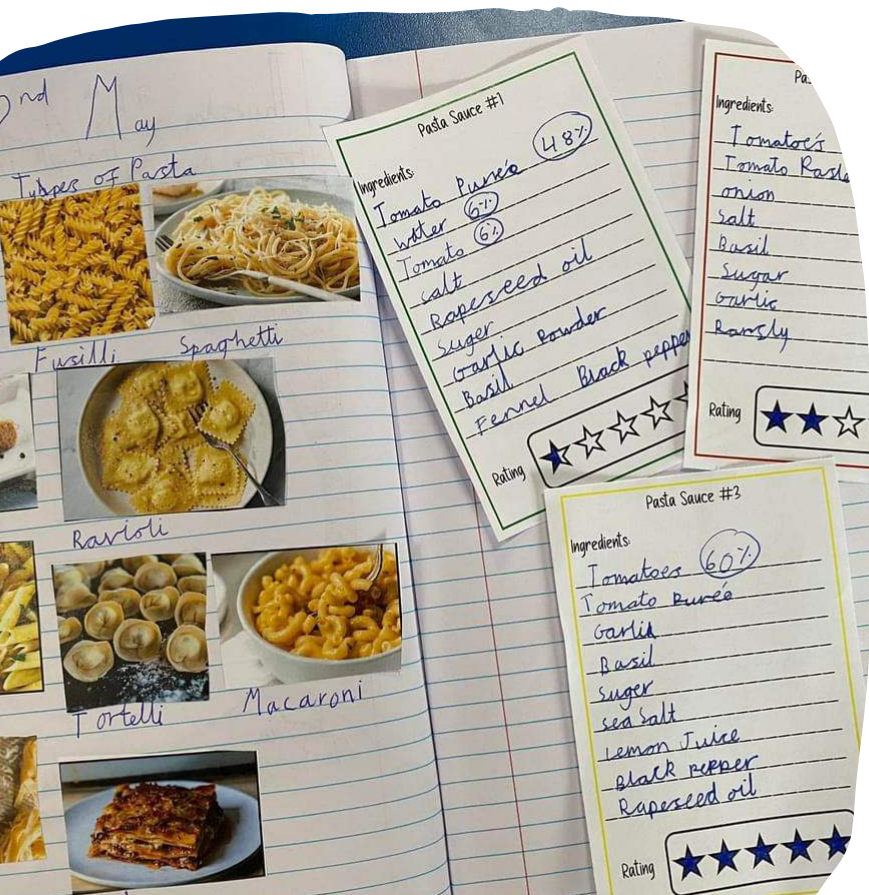 2nd May
Types of Pasta
Fusilli Spaghetti
Ravioli
Tortelli Macaroni
Pasta Sauce #1
Ingredients:
Tomato Purée 48%
Water 6%
Tomato 6%
salt
Rapeseed oil
Suger
Garlic Powder
Basil
Fennel Black pepper
Rating
Pa
Ingredients:
Tomatoe's
Tomato
onion
Salt
Basil
Sugar
Garlic
Rating
Pasta Sauce #3
Ingredients:
Tomatoes 60%
Tomato Purée
Garlik
Basil
Suger
sea salt
Lemon Juice
Black pepper
Rapeseed oil
Rating